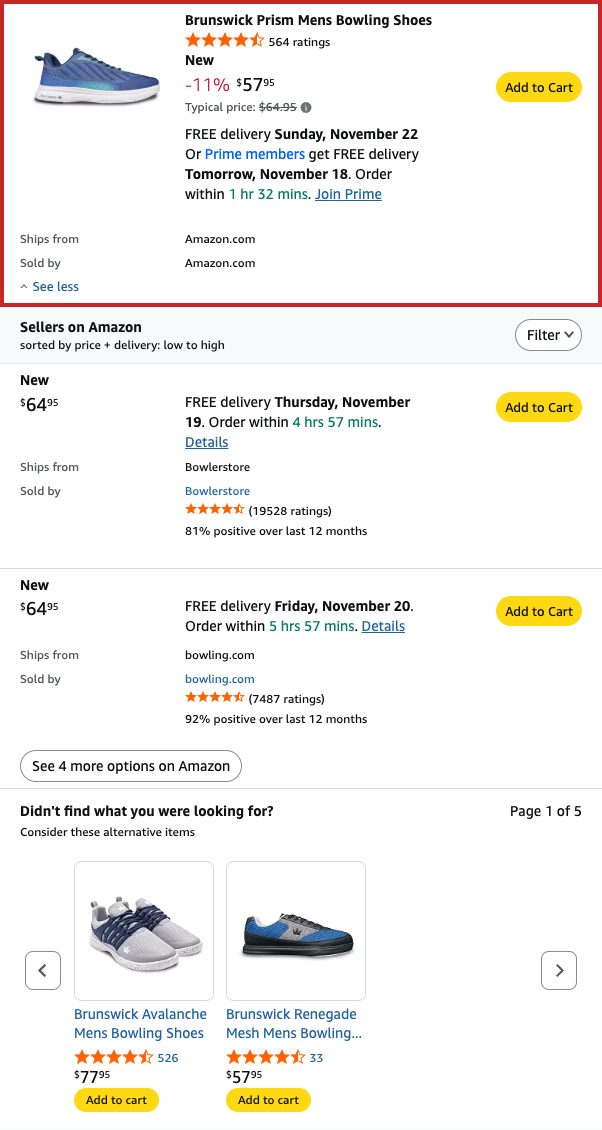 Brunswick Prism Mens Bowling Shoes
564 ratings
New
-11% $57.95
Typical price: $64.95
Add to Cart
FREE delivery Sunday, November 22
Or Prime members get FREE delivery
Tomorrow, November 18. Order
within 1 hr 32 mins. Join Prime
Ships from Amazon.com
Sold by Amazon.com
See less
Sellers on Amazon
sorted by price + delivery: low to high
Filter
New
$64.95
FREE delivery Thursday, November
19. Order within 4 hrs 57 mins.
Details
Add to Cart
Ships from Bowlerstore
Sold by Bowlerstore
(19528 ratings)
81% positive over last 12 months
New
$64.95
FREE delivery Friday, November 20.
Order within 5 hrs 57 mins. Details
Add to Cart
Ships from bowling.com
Sold by bowling.com
(7487 ratings)
92% positive over last 12 months
See 4 more options on Amazon
Didn't find what you were looking for?
Page 1 of 5
Consider these alternative items
Brunswick Avalanche
Mens Bowling Shoes
526
$77.95
Add to cart
Brunswick Renegade
Mesh Mens Bowling...
33
$57.95
Add to cart